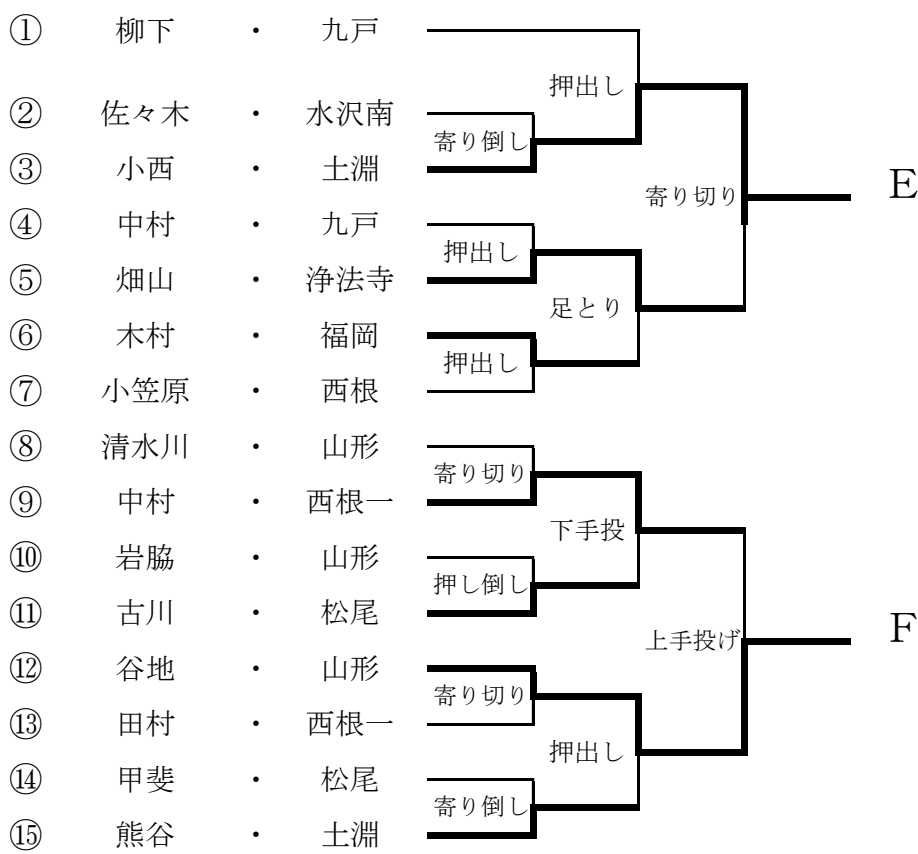 ① 柳下 ・ 九戸
押出し
② 佐々木 ・ 水沢南
寄り倒し
③ 小西 ・ 土淵
寄り切り E
④ 中村 ・ 九戸
押出し
⑤ 畑山 ・ 浄法寺
足とり
⑥ 木村 ・ 福岡
押出し
⑦ 小笠原 ・ 西根
⑧ 清水川 ・ 山形
寄り切り
⑨ 中村 ・ 西根一
下手投
⑩ 岩脇 ・ 山形
押し倒し
⑪ 古川 ・ 松尾
上手投げ F
⑫ 谷地 ・ 山形
寄り切り
⑬ 田村 ・ 西根一
押出し
⑭ 甲斐 ・ 松尾
寄り倒し
⑮ 熊谷 ・ 土淵